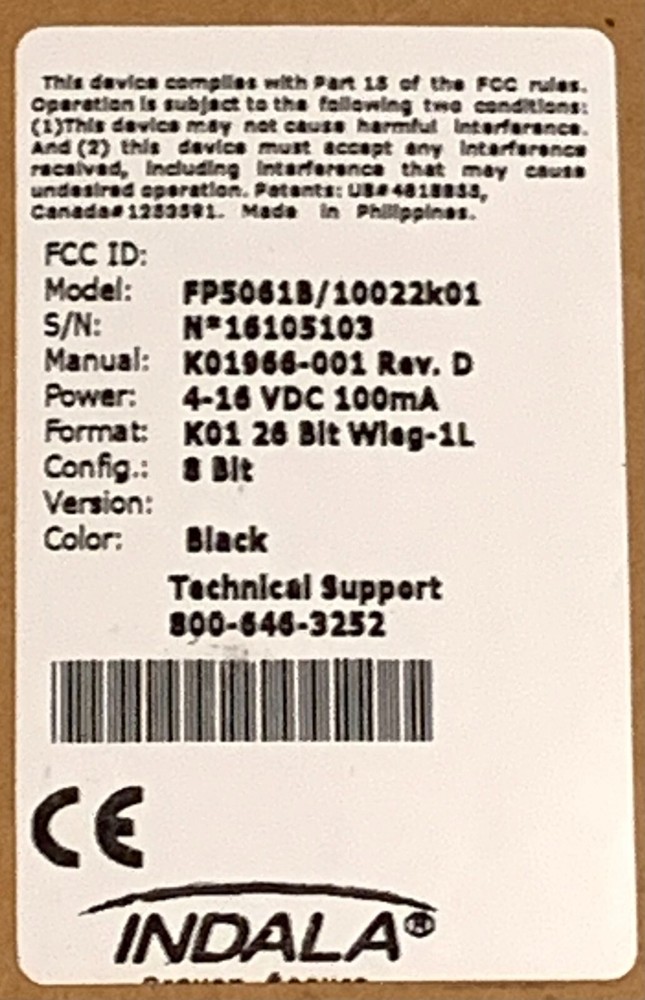 This device complies with Part 15 of the FCC rules.
Operation is subject to the following two conditions:
(1)This device may not cause harmful interference.
And (2) this device must accept any interference
received, including interference that may cause
undesired operation. Patents: US#
Canada# Made in Philippines.
FCC ID:
Model: FP5061B/10022k01
S/N: N*16105103
Manual: K01966-001 Rev. D
Power: 4-16 VDC 100mA
Format: K01 26 Bit Wieg-1L
Config.: 8 Bit
Version:
Color: Black
Technical Support
800-646-3252
CE
INDALA®